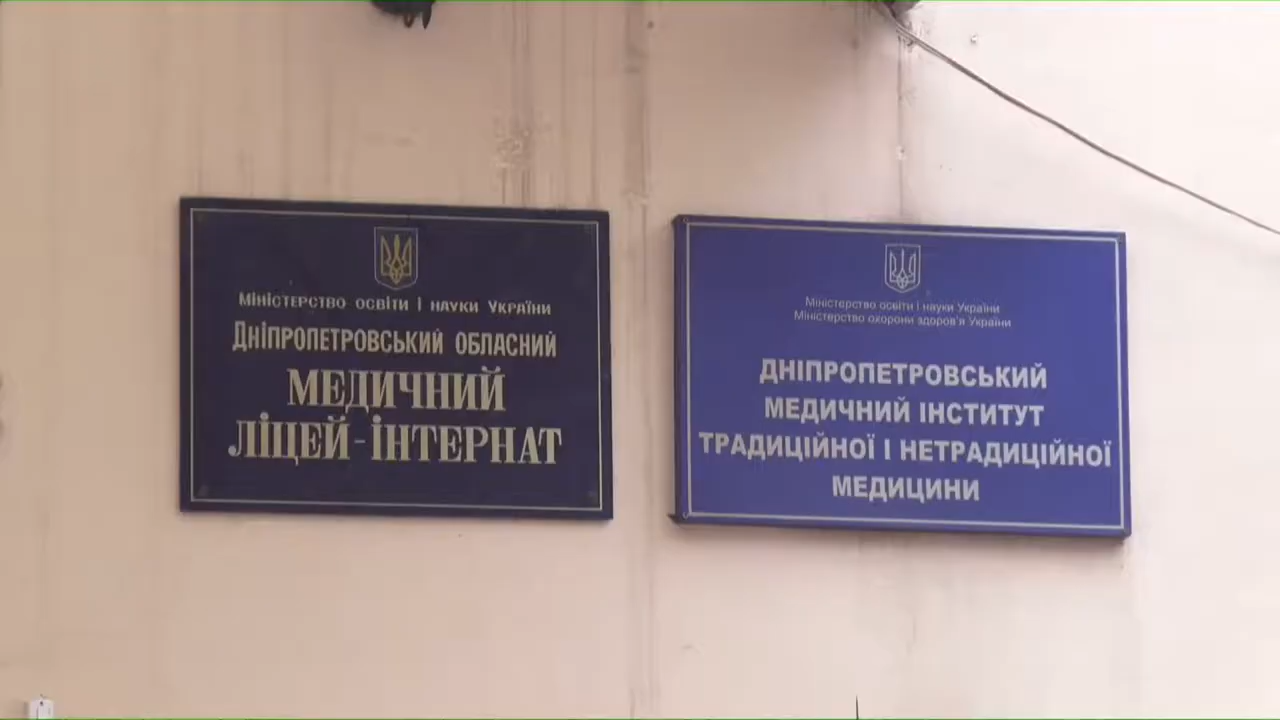 Міністерство освіти і науки України
Дніпропетровський обласний
МЕДИЧНИЙ
ЛІЦЕЙ-ІНТЕРНАТ
Міністерство освіти і науки України
Міністерство охорони здоров'я України
ДНІПРОПЕТРОВСЬКИЙ
МЕДИЧНИЙ ІНСТИТУТ
ТРАДИЦІЙНОЇ І НЕТРАДИЦІЙНОЇ
МЕДИЦИНИ